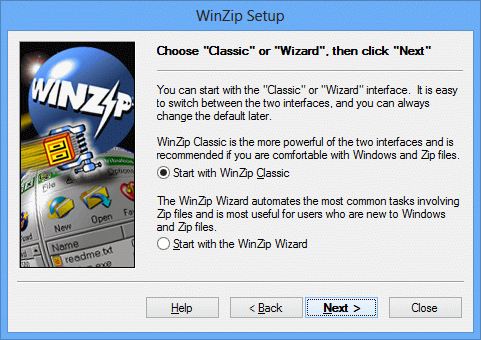 WinZip Setup
Choose "Classic" or "Wizard", then click "Next"
You can start with the "Classic" or "Wizard" interface. It is easy
to switch between the two interfaces, and you can always
change the default later.
WinZip Classic is the more powerful of the two interfaces and is
recommended if you are comfortable with Windows and Zip files.
Start with WinZip Classic
The WinZip Wizard automates the most common tasks involving
Zip files and is most useful for users who are new to Windows
and Zip files.
Start with the WinZip Wizard
WINZIP
File
New
Open
Name
readme.txt
Help
< Back
Next >
Close